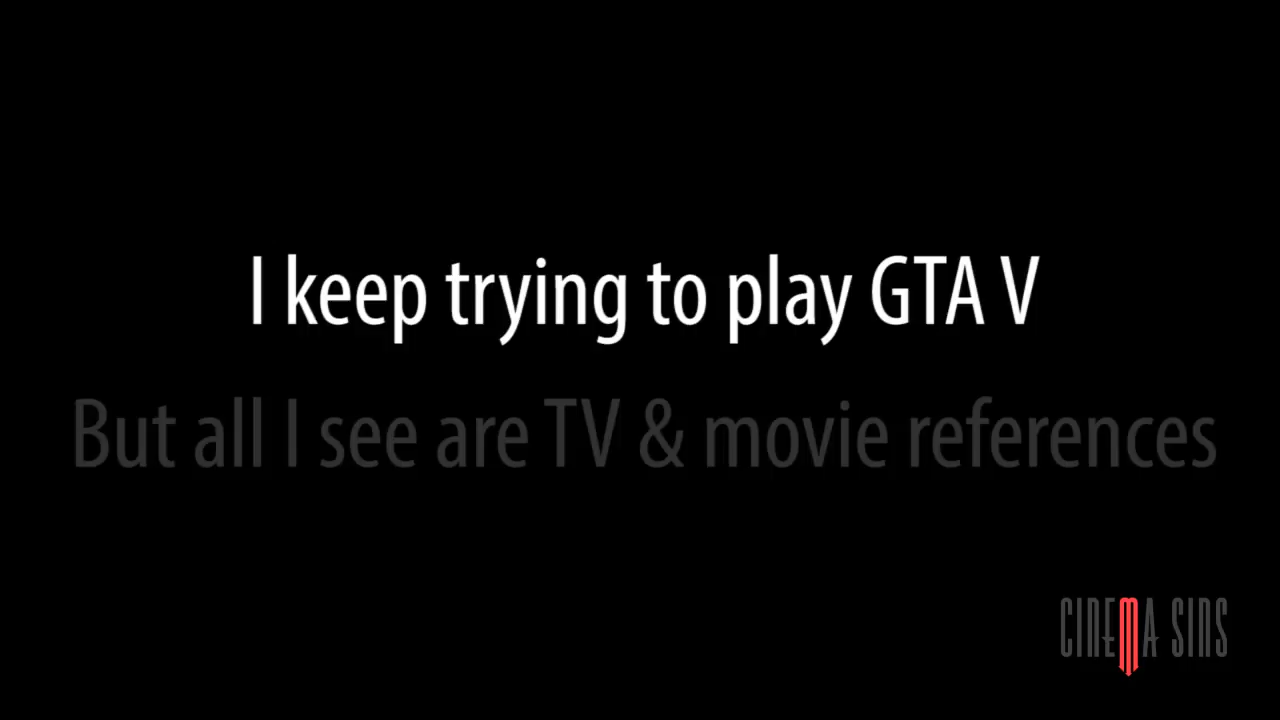 I keep trying to play GTA V
But all I see are TV & movie references
CINEMA SINS